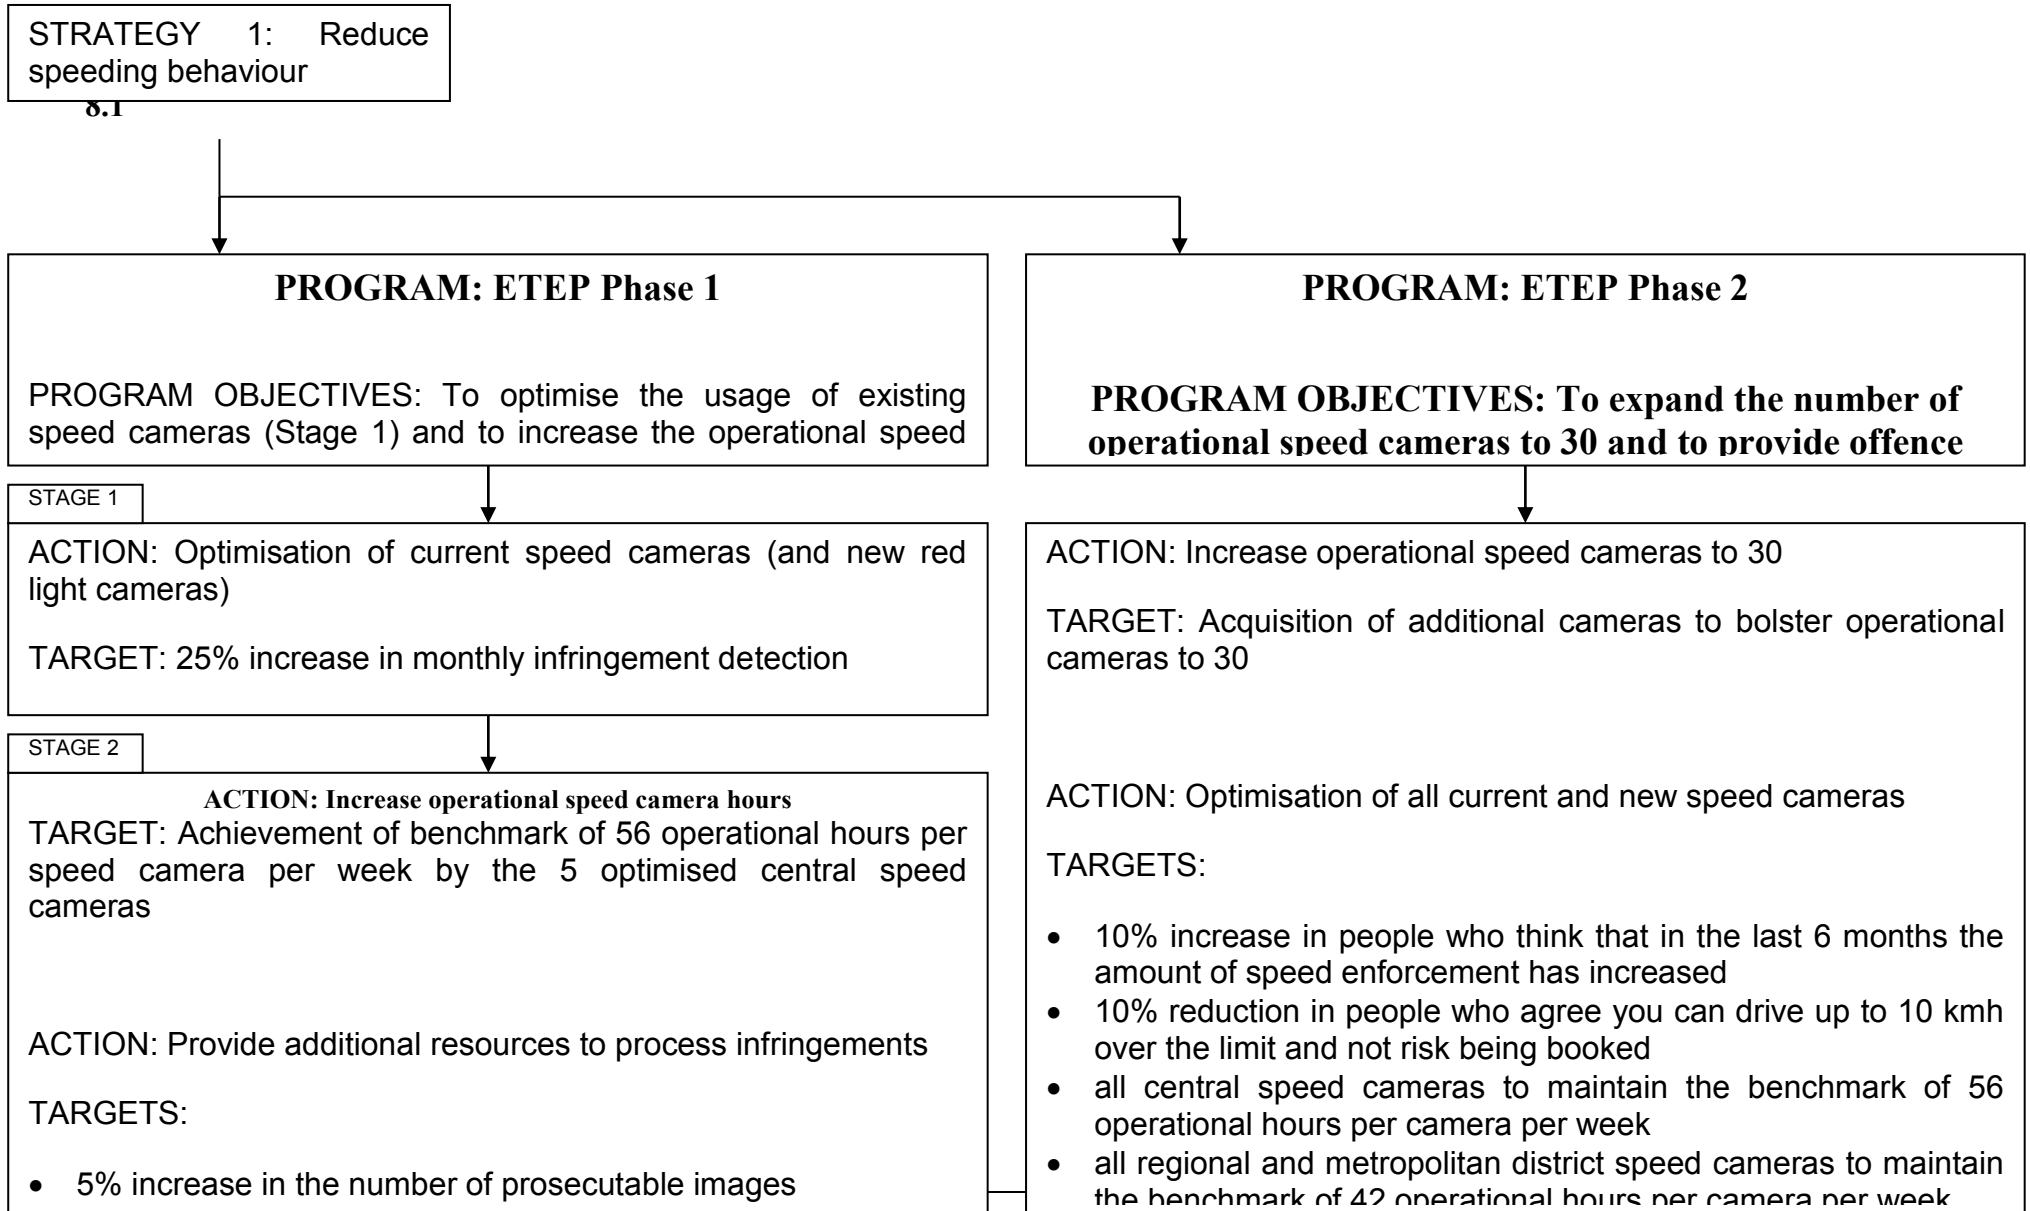 STRATEGY 1: Reduce
speeding behaviour
8.1
PROGRAM: ETEP Phase 1
PROGRAM OBJECTIVES: To optimise the usage of existing
speed cameras (Stage 1) and to increase the operational speed
STAGE 1
ACTION: Optimisation of current speed cameras (and new red
light cameras)
TARGET: 25% increase in monthly infringement detection
STAGE 2
ACTION: Increase operational speed camera hours
TARGET: Achievement of benchmark of 56 operational hours per
speed camera per week by the 5 optimised central speed
cameras
ACTION: Provide additional resources to process infringements
TARGETS:
• 5% increase in the number of prosecutable images
PROGRAM: ETEP Phase 2
PROGRAM OBJECTIVES: To expand the number of
operational speed cameras to 30 and to provide offence
ACTION: Increase operational speed cameras to 30
TARGET: Acquisition of additional cameras to bolster operational
cameras to 30
ACTION: Optimisation of all current and new speed cameras
TARGETS:
• 10% increase in people who think that in the last 6 months the
amount of speed enforcement has increased
• 10% reduction in people who agree you can drive up to 10 kmh
over the limit and not risk being booked
• all central speed cameras to maintain the benchmark of 56
operational hours per camera per week
• all regional and metropolitan district speed cameras to maintain
the benchmark of 42 operational hours per camera per week